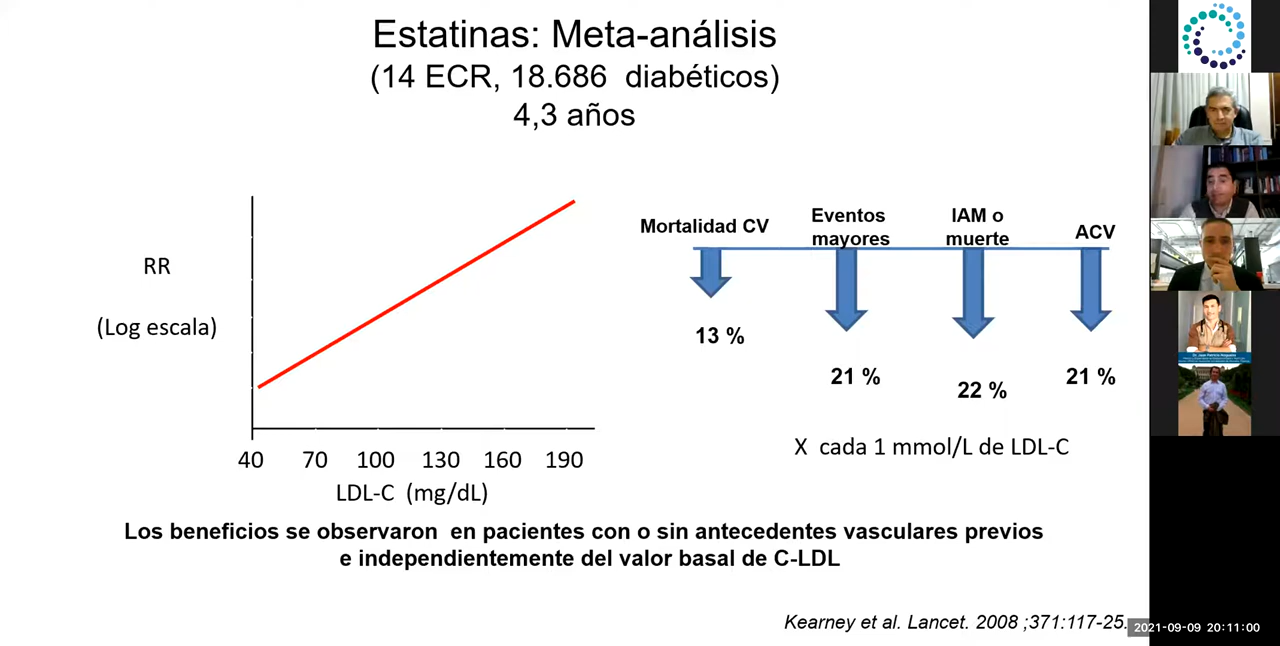 Estatinas: Meta-análisis
(14 ECR, 18.686 diabéticos)
4,3 años
RR
(Log escala)
40 70 100 130 160 190
LDL-C (mg/dL)
Mortalidad CV
Eventos
mayores
IAM o
muerte
ACV
13 %
21 %
22 %
21 %
X cada 1 mmol/L de LDL-C
Los beneficios se observaron en pacientes con o sin antecedentes vasculares previos
e independientemente del valor basal de C-LDL
Kearney et al. Lancet. 2008 ;371:117-25.
2021-09-09 20:11:00